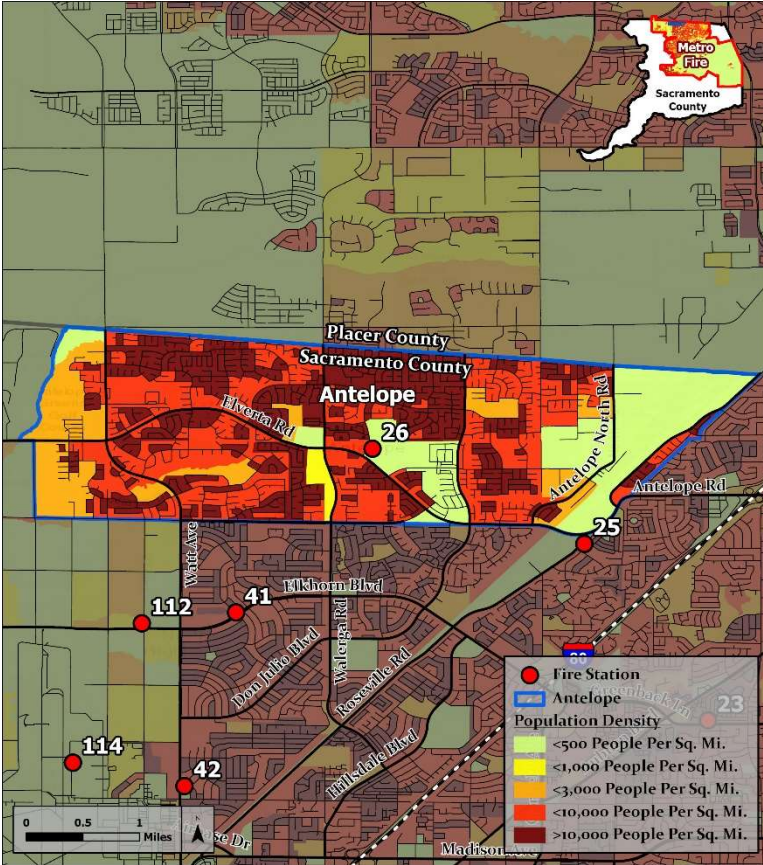 Metro
Fire
Sacramento
County
Placer County
Sacramento County
Antelope
Elverta Rd
26
Antelope North Rd
Antelope Rd
25
Watt Ave
Elkhorn Blvd
41
112
Walerga Rd
Don Julio Blvd
Roseville Rd
80
Hillsdale Blvd
Greenback Ln
23
114
42
Madison Ave
Fire Station
Antelope
Population Density
<500 People Per Sq. Mi.
<1,000 People Per Sq. Mi.
<3,000 People Per Sq. Mi.
<10,000 People Per Sq. Mi.
>10,000 People Per Sq. Mi.
0 0.5 1
Miles
N
Dr